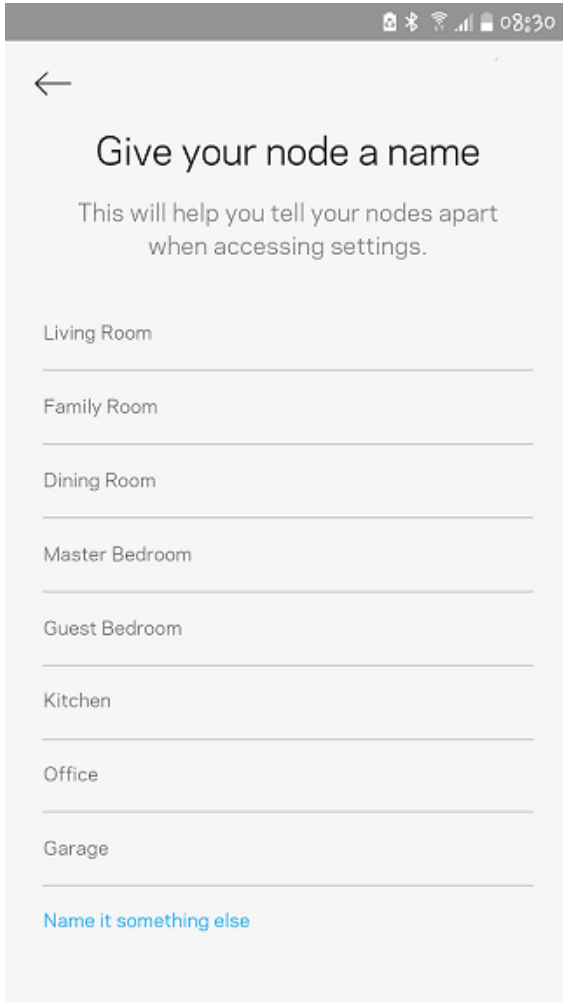 08:30
Give your node a name
This will help you tell your nodes apart
when accessing settings.
Living Room
Family Room
Dining Room
Master Bedroom
Guest Bedroom
Kitchen
Office
Garage
Name it something else